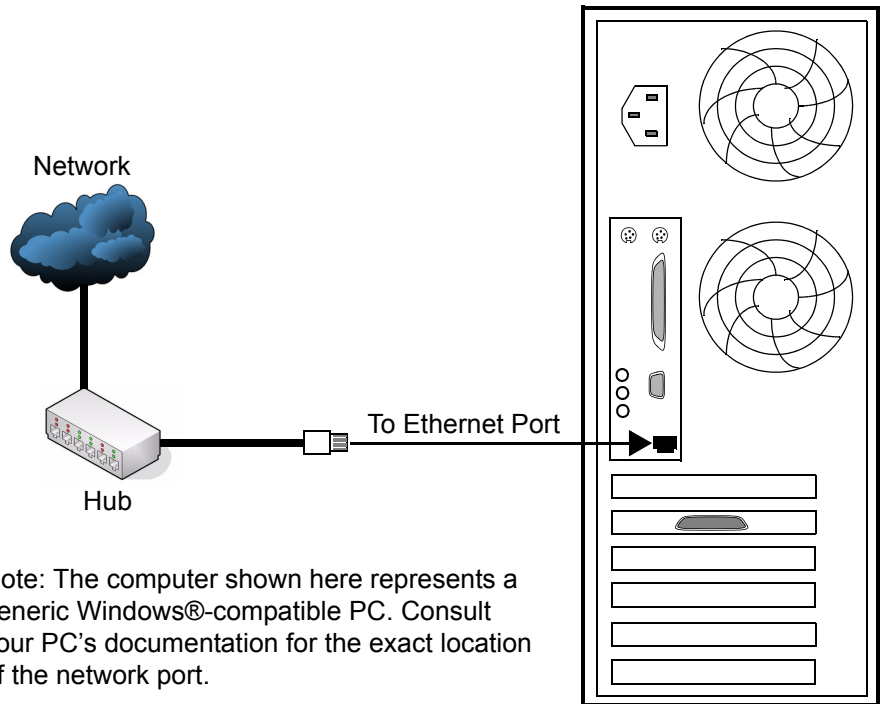 Network
To Ethernet Port
Hub
ote: The computer shown here represents a
eneric Windows®-compatible PC. Consult
our PC's documentation for the exact location
f the network port.